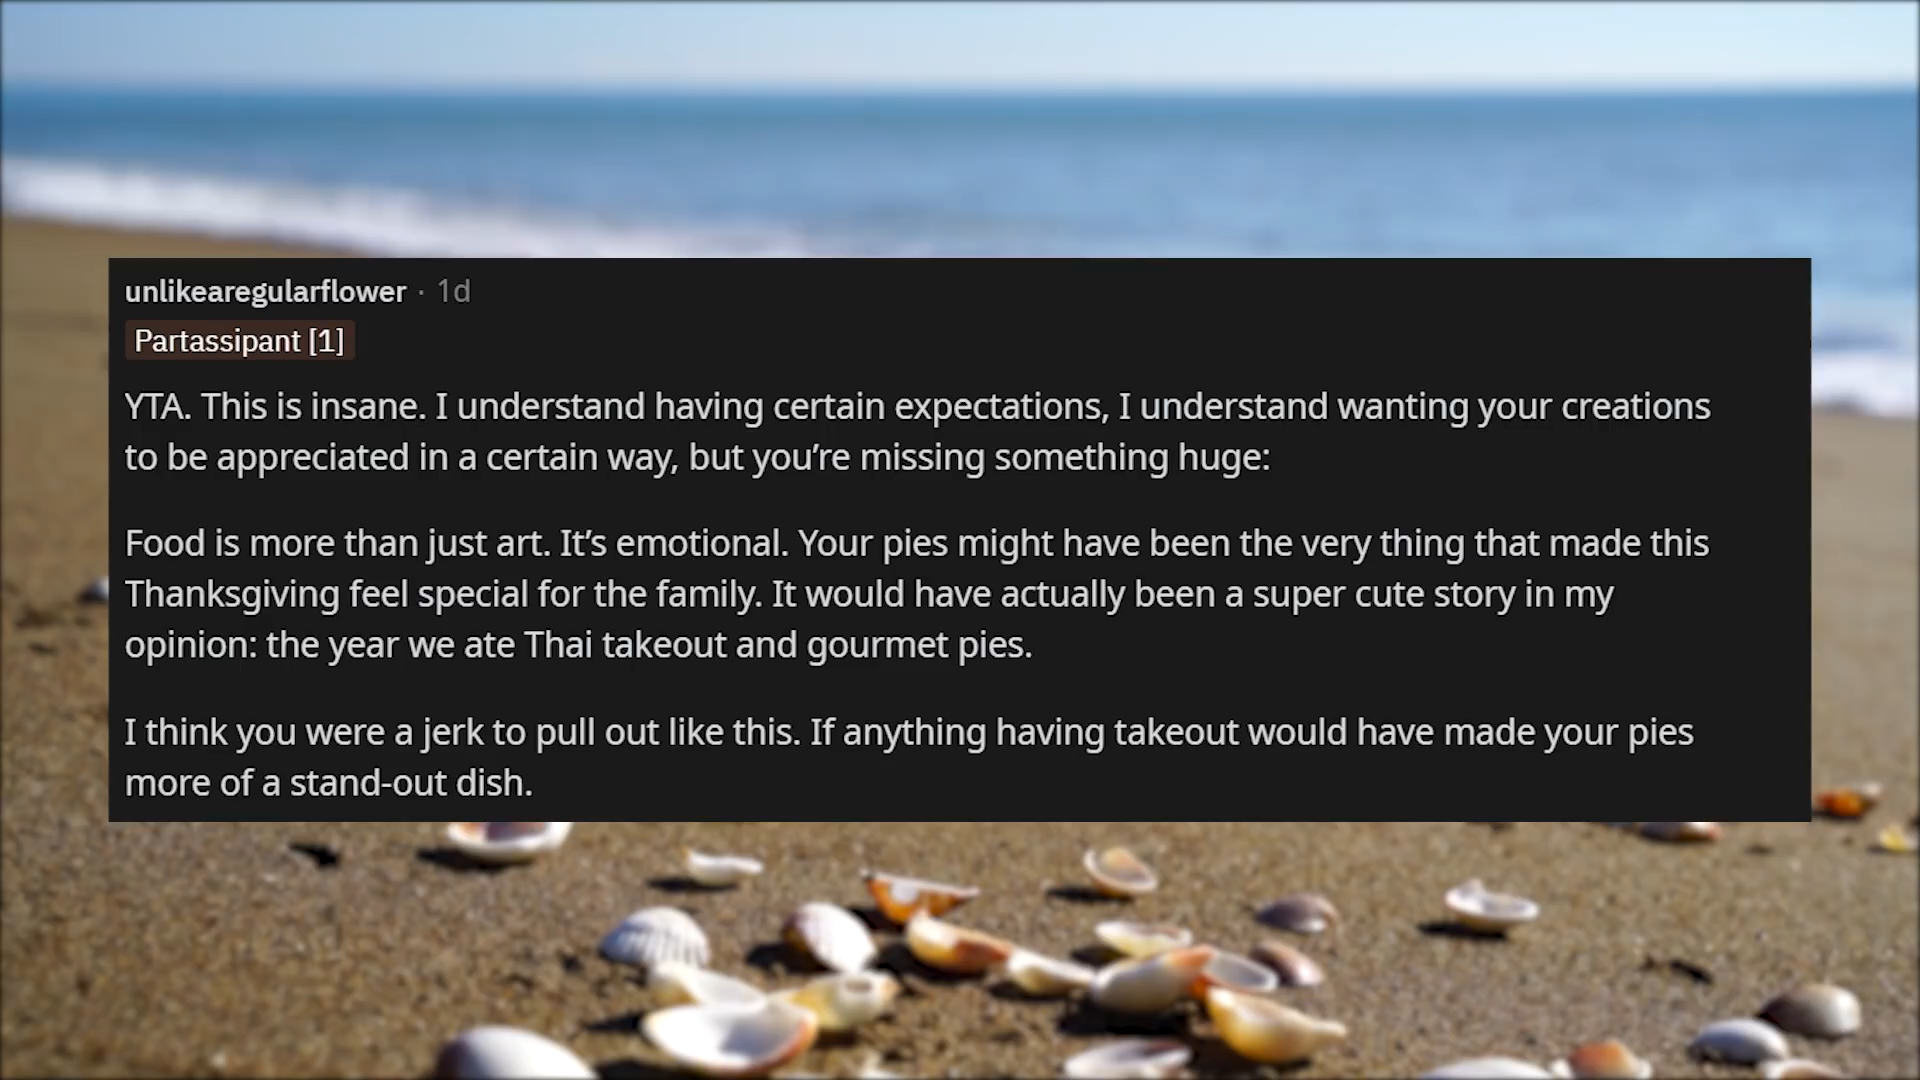 unlikearegularflower · 1d
Partassipant [1]
YTA. This is insane. I understand having certain expectations, I understand wanting your creations
to be appreciated in a certain way, but you’re missing something huge:
Food is more than just art. It’s emotional. Your pies might have been the very thing that made this
Thanksgiving feel special for the family. It would have actually been a super cute story in my
opinion: the year we ate Thai takeout and gourmet pies.
I think you were a jerk to pull out like this. If anything having takeout would have made your pies
more of a stand-out dish.